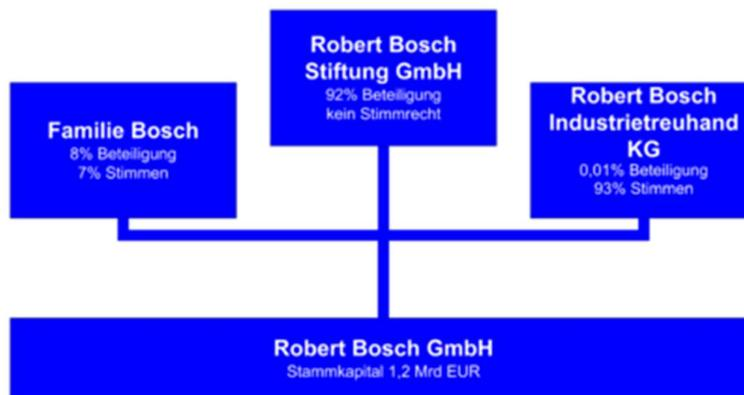 Robert Bosch
Stiftung GmbH
92% Beteiligung
kein Stimmrecht
Familie Bosch
8% Beteiligung
7% Stimmen
Robert Bosch
Industrietreuhand
KG
0,01% Beteiligung
93% Stimmen
Robert Bosch GmbH
Stammkapital 1,2 Mrd EUR